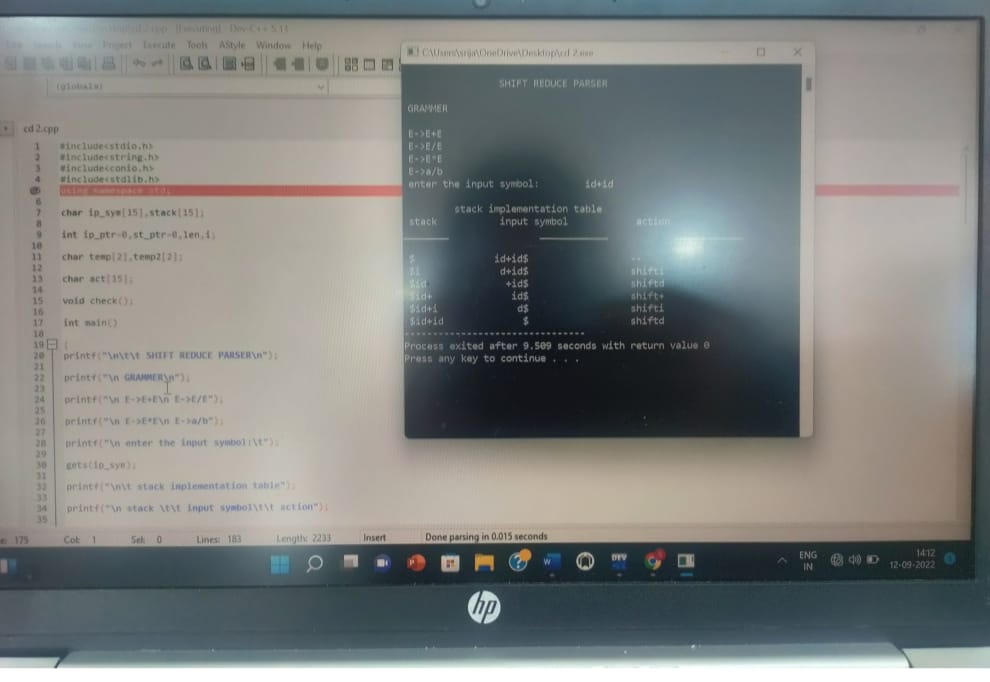 cd 2.cpp [Executing] - Dev-C++ 5.11
Search View Project Execute Tools AStyle Window Help
(globals)
cd 2.cpp
1 #include<stdio.h>
2 #include<string.h>
3 #include<conio.h>
4 #include<stdlib.h>
using namespace std;
6
7 char ip_sym[15],stack[15];
8
9 int ip_ptr=0,st_ptr=0,len,i;
10
11 char temp[2],temp2[2];
12
13 char act[15];
14
15 void check();
16
17 int main()
18
19 {
20 printf("\n\t\t SHIFT REDUCE PARSER\n");
21
22 printf("\n GRAMMER\n");
23
24 printf("\n E->E+E\n E->E/E");
25
26 printf("\n E->E*E\n E->a/b");
27
28 printf("\n enter the input symbol:\t");
29
30 gets(ip_sym);
31
32 printf("\n\t stack implementation table");
33
34 printf("\n stack \t\t input symbol\t\t action");
35
175 Col: 1 Sel: 0 Lines: 183 Length: 2233 Insert Done parsing in 0.015 seconds
C:\Users\srija\OneDrive\Desktop\cd 2.exe
SHIFT REDUCE PARSER
GRAMMER
E->E+E
E->E/E
E->E*E
E->a/b
enter the input symbol: id+id
stack implementation table
stack input symbol action
$ id+id$ --
$i d+id$ shifti
$id +id$ shiftd
$id+ id$ shift+
$id+i d$ shifti
$id+id $ shiftd
--------------------------------
Process exited after 9.509 seconds with return value 0
Press any key to continue . . .
DEV
ENG
IN
14:12
12-09-2022
hp